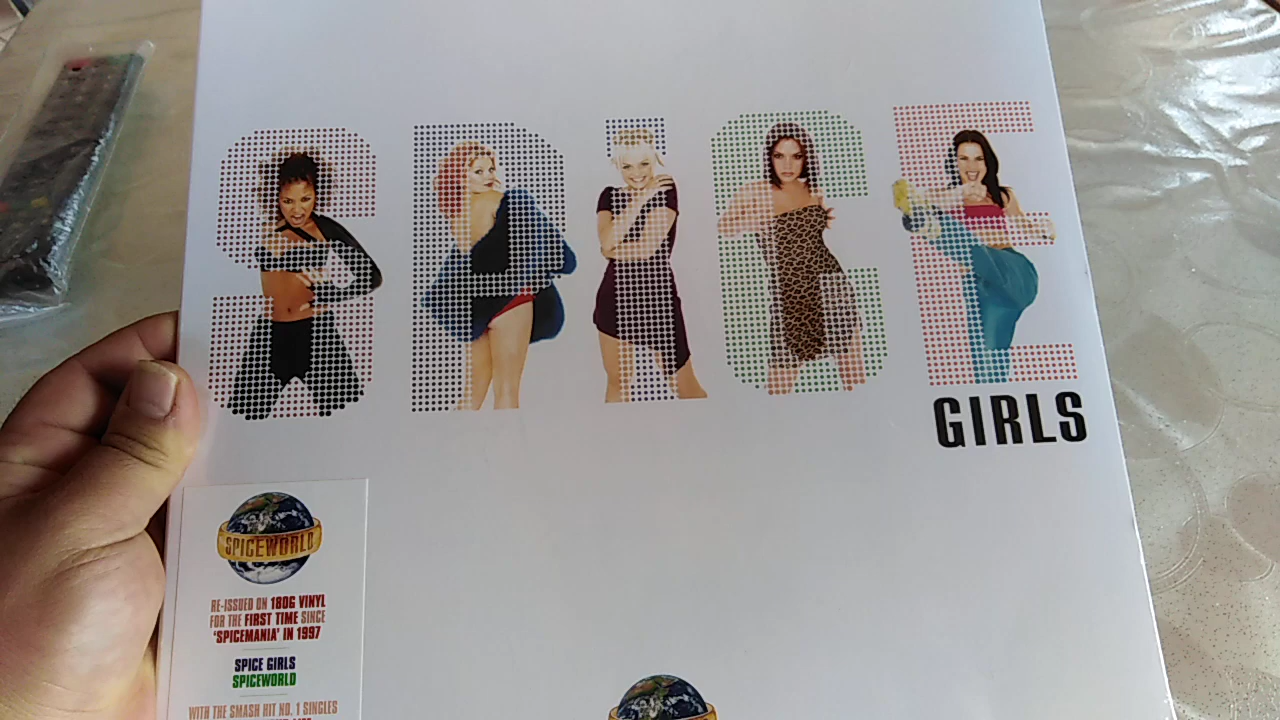 SPICE
GIRLS
SPICEWORLD
RE-ISSUED ON 180G VINYL
FOR THE FIRST TIME SINCE
'SPICEMANIA' IN 1997
SPICE GIRLS
SPICEWORLD
WITH THE SMASH HIT NO. 1 SINGLES